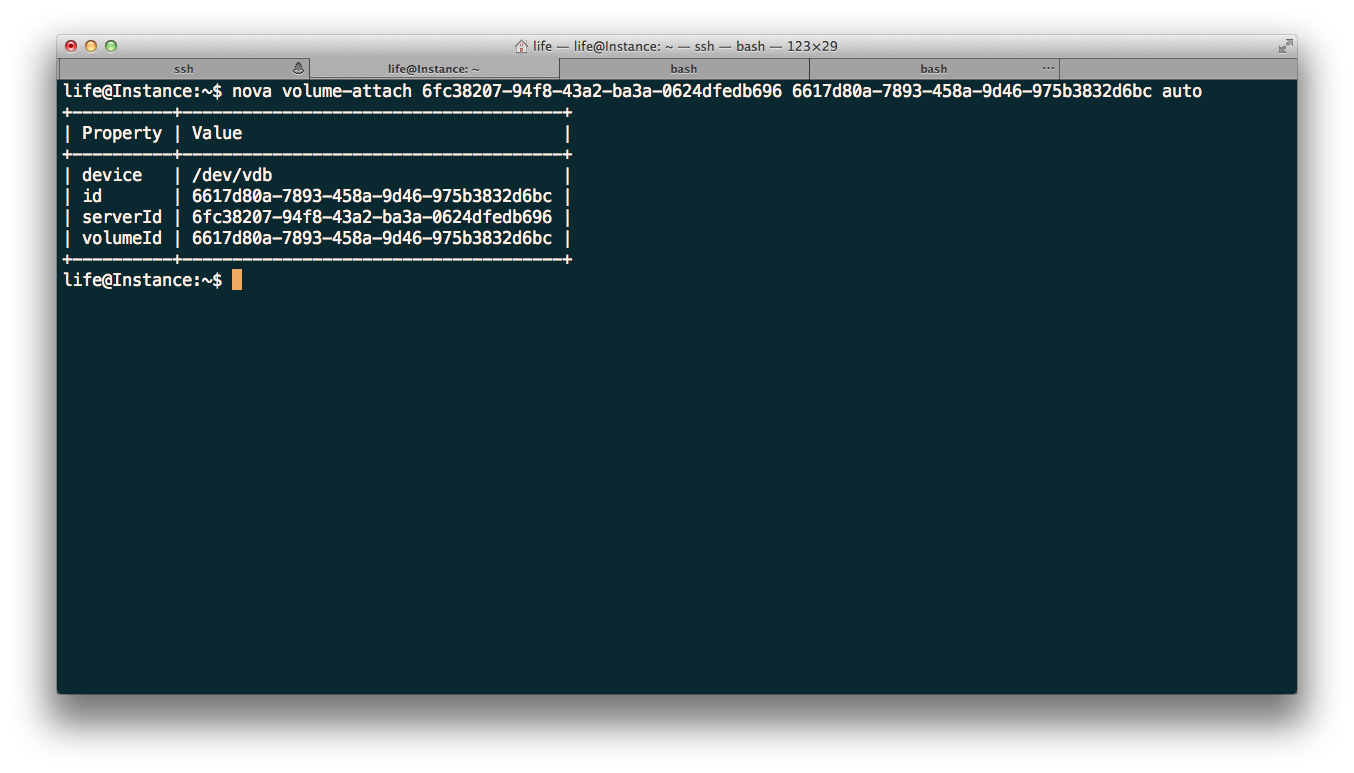 life — life@Instance: ~ — ssh — bash — 123×29
ssh life@Instance: ~ bash bash ...
life@Instance:~$ nova volume-attach 6fc38207-94f8-43a2-ba3a-0624dfedb696 6617d80a-7893-458a-9d46-975b3832d6bc auto
+----------+--------------------------------------+
| Property | Value                                |
+----------+--------------------------------------+
| device   | /dev/vdb                             |
| id       | 6617d80a-7893-458a-9d46-975b3832d6bc |
| serverId | 6fc38207-94f8-43a2-ba3a-0624dfedb696 |
| volumeId | 6617d80a-7893-458a-9d46-975b3832d6bc |
+----------+--------------------------------------+
life@Instance:~$